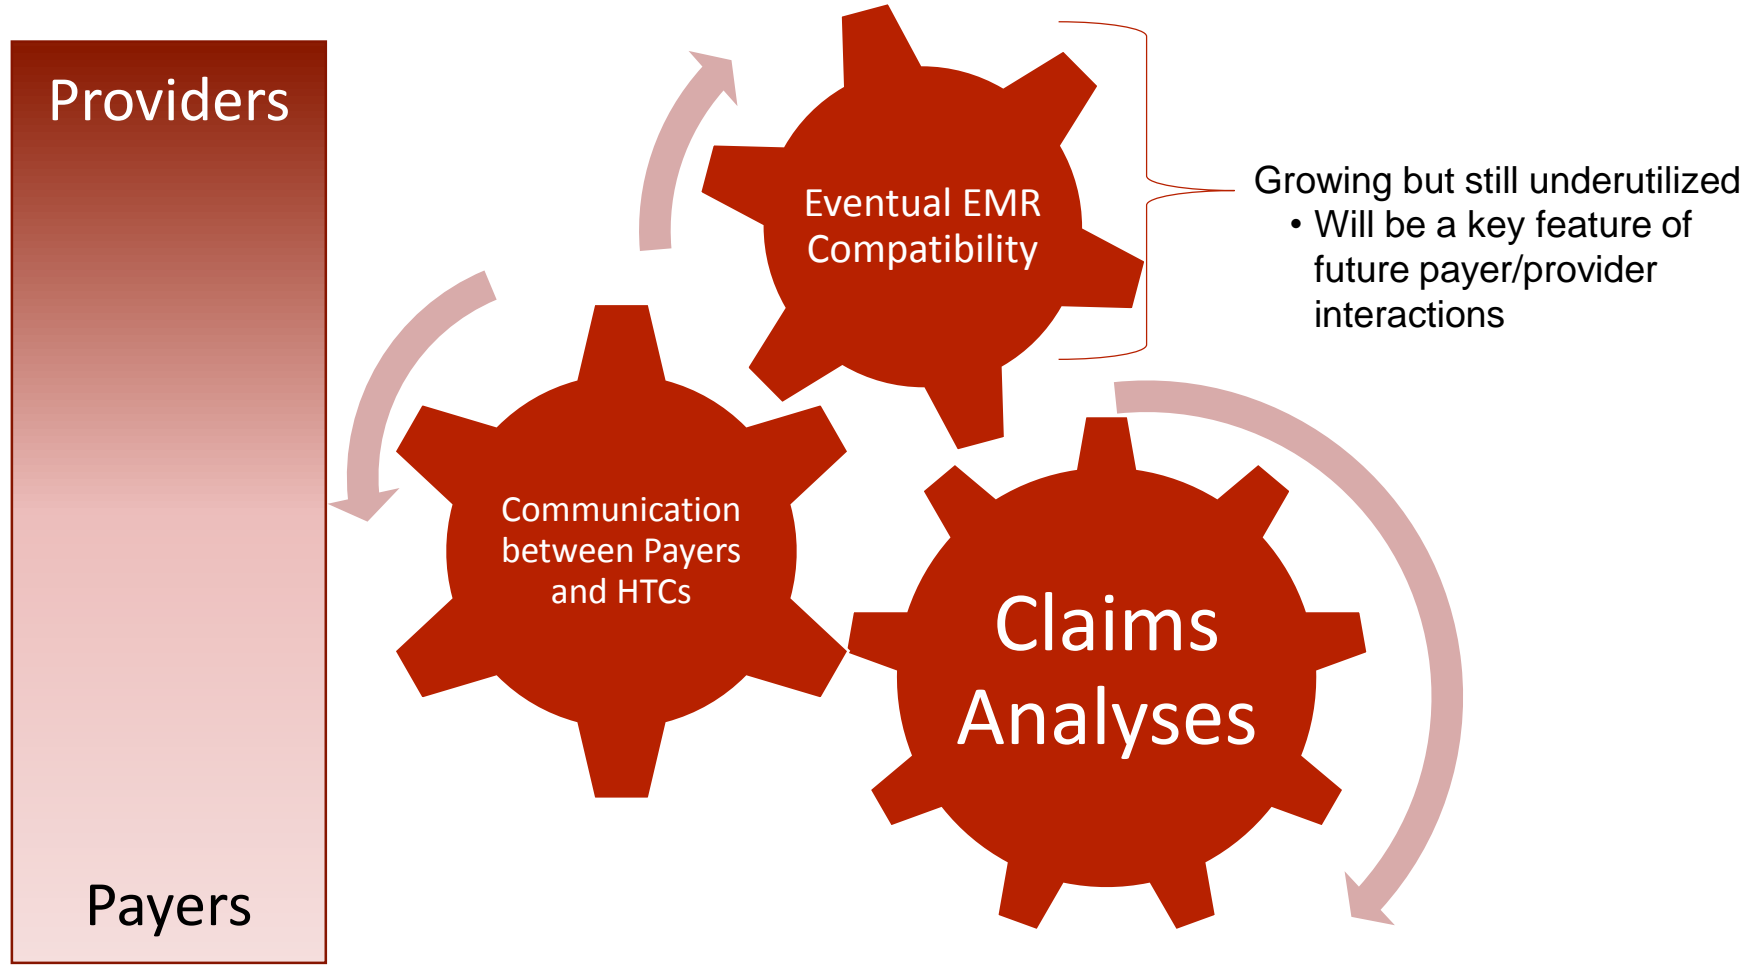 Providers
Payers
Eventual EMR
Compatibility
Growing but still underutilized
• Will be a key feature of
future payer/provider
interactions
Communication
between Payers
and HTCs
Claims
Analyses